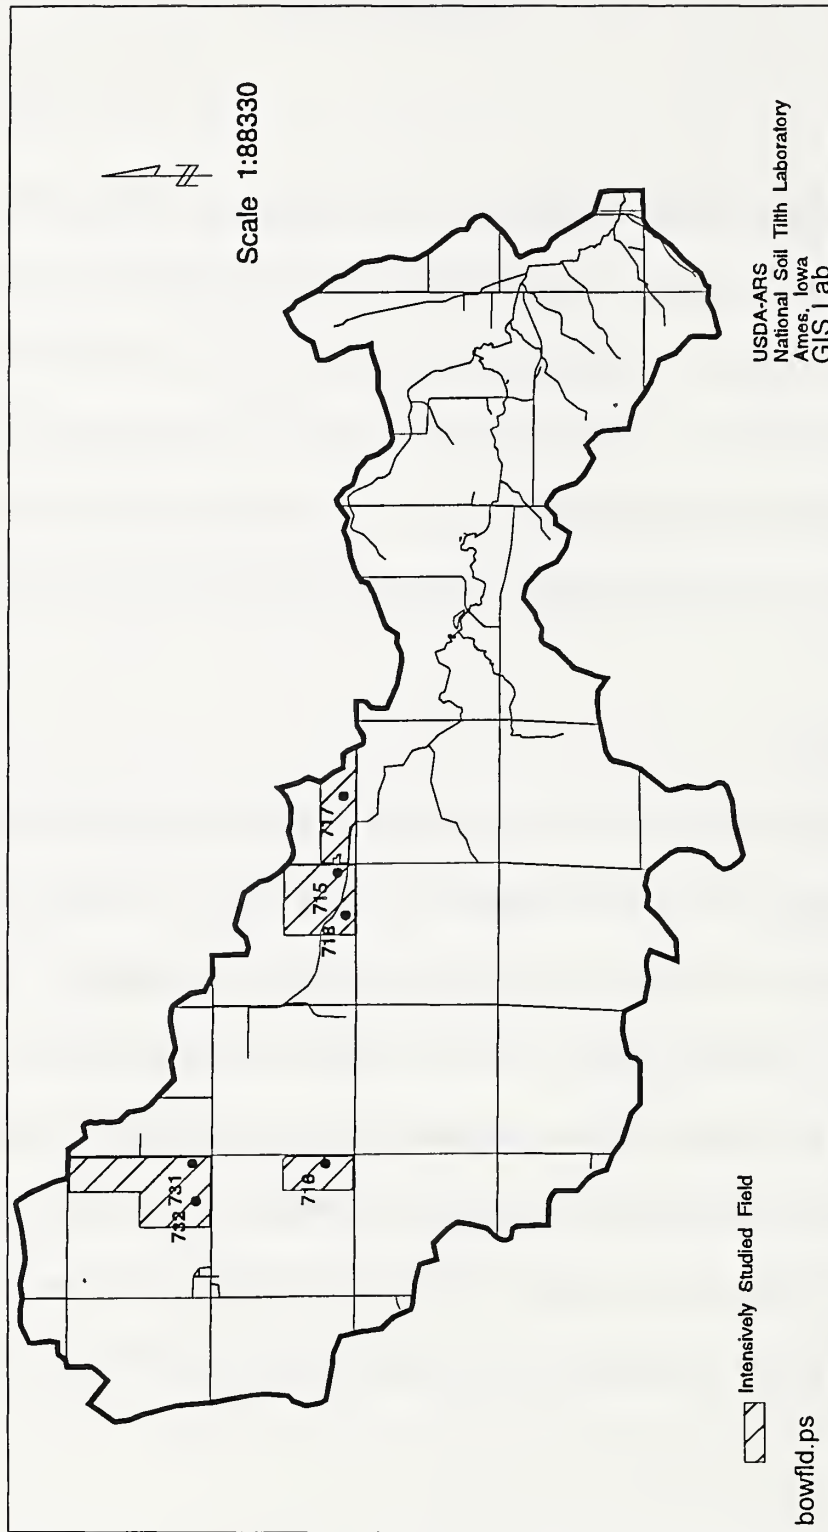 Scale 1:88330
717
715
718
731
732
716
Intensively Studied Field
USDA-ARS
National Soil Tilth Laboratory
Ames, Iowa
GIS Lab
bowfld.ps